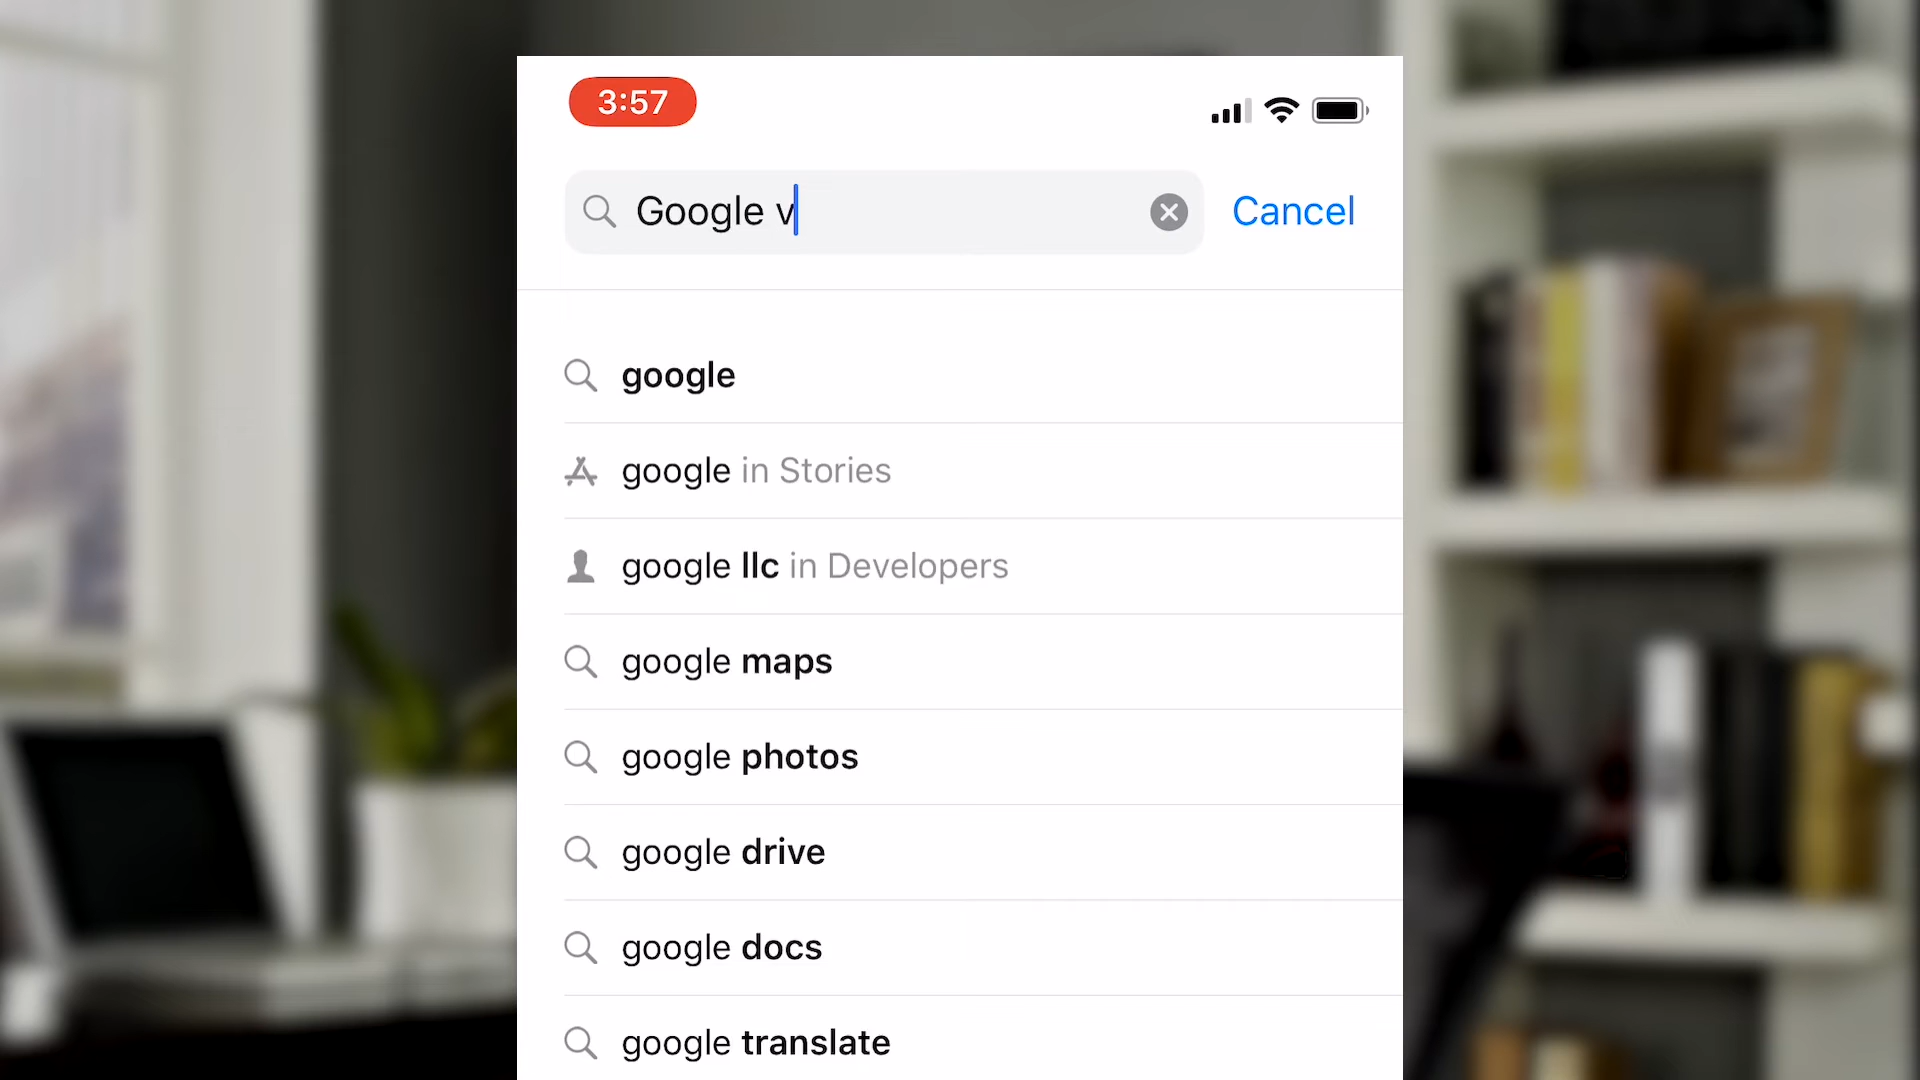 3:57
Google v
Cancel
google
google in Stories
google llc in Developers
google maps
google photos
google drive
google docs
google translate